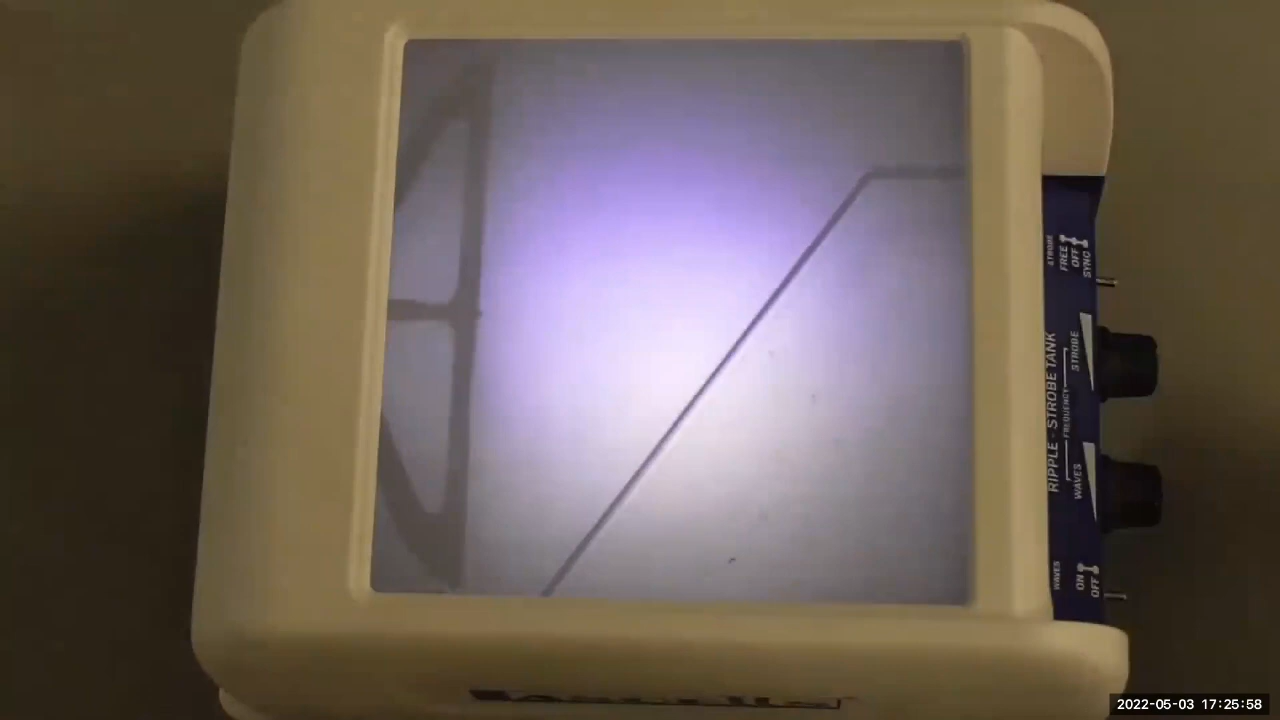 STROBE
FREE
OFF
SYNC
RIPPLE - STROBE TANK
FREQUENCY
STROBE
WAVES
WAVES
ON
OFF
2022-05-03 17:25:58